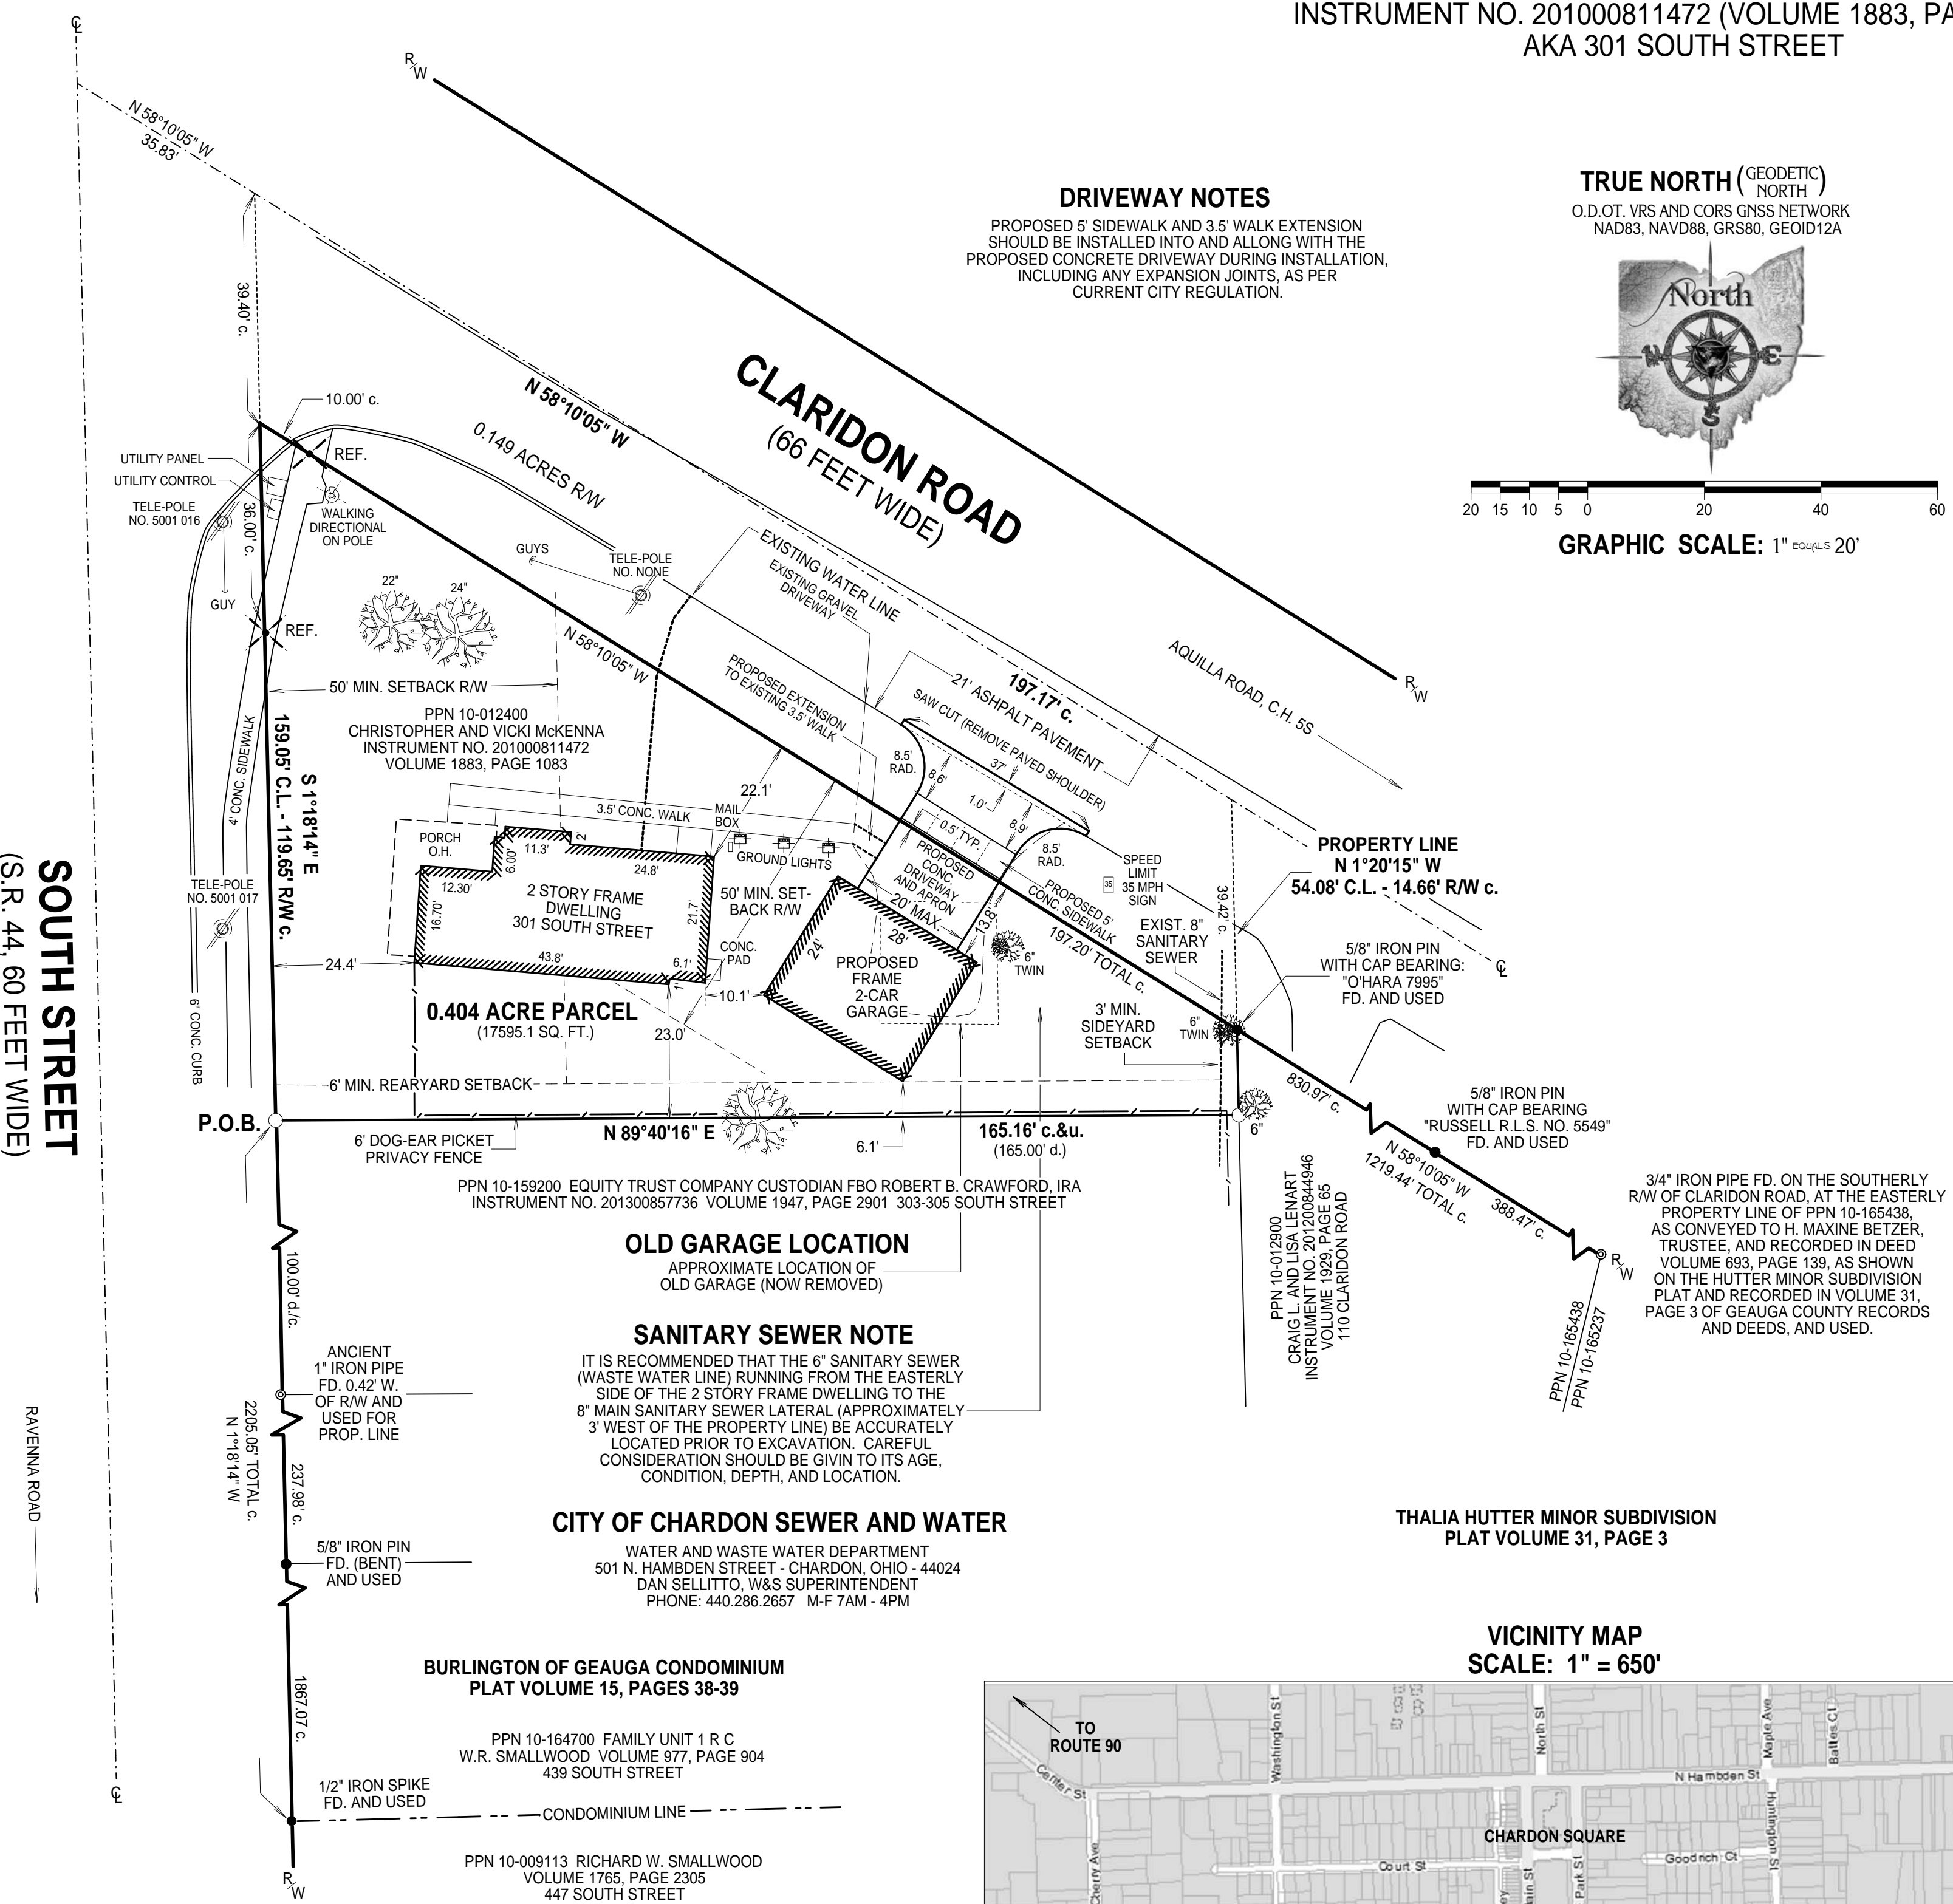 INSTRUMENT NO. 201000811472 (VOLUME 1883, PA
AKA 301 SOUTH STREET
℄
R/W
N 58°10'05" W
35.83'
39.40' c.
DRIVEWAY NOTES
PROPOSED 5' SIDEWALK AND 3.5' WALK EXTENSION
SHOULD BE INSTALLED INTO AND ALLONG WITH THE
PROPOSED CONCRETE DRIVEWAY DURING INSTALLATION,
INCLUDING ANY EXPANSION JOINTS, AS PER
CURRENT CITY REGULATION.
TRUE NORTH (GEODETIC
NORTH)
O.D.OT. VRS AND CORS GNSS NETWORK
NAD83, NAVD88, GRS80, GEOID12A
North
W
E
S
20 15 10 5 0 20 40 60
GRAPHIC SCALE: 1" EQUALS 20'
CLARIDON ROAD
(66 FEET WIDE)
N 58°10'05" W
0.149 ACRES R/W
10.00' c.
REF.
UTILITY PANEL
UTILITY CONTROL
TELE-POLE
NO. 5001 016
36.00' c.
WALKING
DIRECTIONAL
ON POLE
GUY
REF.
22"
24"
GUYS
TELE-POLE
NO. NONE
EXISTING WATER LINE
EXISTING GRAVEL
DRIVEWAY
N 58°10'05" W
PROPOSED EXTENSION
TO EXISTING 3.5' WALK
21' ASHPALT PAVEMENT
197.17' c.
SAW CUT (REMOVE PAVED SHOULDER)
AQUILLA ROAD, C.H. 5S
R/W
50' MIN. SETBACK R/W
PPN 10-012400
CHRISTOPHER AND VICKI McKENNA
INSTRUMENT NO. 201000811472
VOLUME 1883, PAGE 1083
4' CONC. SIDEWALK
159.05' C.L. - 119.65' R/W c.
S 1°18'14" E
8.5'
RAD.
8.6'
37'
1.0'
8.9'
0.5' TYP.
8.5'
RAD.
22.1'
3.5' CONC. WALK
MAIL
BOX
GROUND LIGHTS
PORCH
O.H.
11.3'
2'
6.00'
24.8'
12.30'
16.70'
2 STORY FRAME
DWELLING
301 SOUTH STREET
21.7'
43.8'
6.1'
1'
50' MIN. SET-
BACK R/W
CONC.
PAD
PROPOSED
CONC.
DRIVEWAY
AND APRON
20' MAX.
13.8'
PROPOSED 5'
CONC. SIDEWALK
SPEED
LIMIT
35 MPH
SIGN
35
39.42' c.
PROPERTY LINE
N 1°20'15" W
54.08' C.L. - 14.66' R/W c.
℄
TELE-POLE
NO. 5001 017
24.4'
24'
28'
PROPOSED
FRAME
2-CAR
GARAGE
6"
TWIN
197.20' TOTAL c.
EXIST. 8"
SANITARY
SEWER
5/8" IRON PIN
WITH CAP BEARING:
"O'HARA 7995"
FD. AND USED
10.1'
0.404 ACRE PARCEL
(17595.1 SQ. FT.)
23.0'
3' MIN.
SIDEYARD
SETBACK
6"
TWIN
6" CONC. CURB
SOUTH STREET
(S.R. 44, 60 FEET WIDE)
6' MIN. REARYARD SETBACK
830.97' c.
5/8" IRON PIN
WITH CAP BEARING
"RUSSELL R.L.S. NO. 5549"
FD. AND USED
P.O.B.
6' DOG-EAR PICKET
PRIVACY FENCE
N 89°40'16" E
6.1'
165.16' c.&u.
(165.00' d.)
6"
N 58°10'05" W
1219.44' TOTAL c.
388.47' c.
R/W
PPN 10-159200 EQUITY TRUST COMPANY CUSTODIAN FBO ROBERT B. CRAWFORD, IRA
INSTRUMENT NO. 201300857736 VOLUME 1947, PAGE 2901 303-305 SOUTH STREET
PPN 10-012900
CRAIG L. AND LISA LENART
INSTRUMENT NO. 201200844946
VOLUME 1929, PAGE 65
110 CLARIDON ROAD
3/4" IRON PIPE FD. ON THE SOUTHERLY
R/W OF CLARIDON ROAD, AT THE EASTERLY
PROPERTY LINE OF PPN 10-165438,
AS CONVEYED TO H. MAXINE BETZER,
TRUSTEE, AND RECORDED IN DEED
VOLUME 693, PAGE 139, AS SHOWN
ON THE HUTTER MINOR SUBDIVISION
PLAT AND RECORDED IN VOLUME 31,
PAGE 3 OF GEAUGA COUNTY RECORDS
AND DEEDS, AND USED.
PPN 10-165438
PPN 10-165237
OLD GARAGE LOCATION
APPROXIMATE LOCATION OF
OLD GARAGE (NOW REMOVED)
100.00' d./c.
SANITARY SEWER NOTE
IT IS RECOMMENDED THAT THE 6" SANITARY SEWER
(WASTE WATER LINE) RUNNING FROM THE EASTERLY
SIDE OF THE 2 STORY FRAME DWELLING TO THE
8" MAIN SANITARY SEWER LATERAL (APPROXIMATELY
3' WEST OF THE PROPERTY LINE) BE ACCURATELY
LOCATED PRIOR TO EXCAVATION. CAREFUL
CONSIDERATION SHOULD BE GIVIN TO ITS AGE,
CONDITION, DEPTH, AND LOCATION.
ANCIENT
1" IRON PIPE
FD. 0.42' W.
OF R/W AND
USED FOR
PROP. LINE
RAVENNA ROAD
2205.05' TOTAL c.
N 1°18'14" W
237.98' c.
CITY OF CHARDON SEWER AND WATER
WATER AND WASTE WATER DEPARTMENT
501 N. HAMBDEN STREET - CHARDON, OHIO - 44024
DAN SELLITTO, W&S SUPERINTENDENT
PHONE: 440.286.2657 M-F 7AM - 4PM
5/8" IRON PIN
FD. (BENT)
AND USED
THALIA HUTTER MINOR SUBDIVISION
PLAT VOLUME 31, PAGE 3
BURLINGTON OF GEAUGA CONDOMINIUM
PLAT VOLUME 15, PAGES 38-39
1867.07' c.
PPN 10-164700 FAMILY UNIT 1 R C
W.R. SMALLWOOD VOLUME 977, PAGE 904
439 SOUTH STREET
℄
1/2" IRON SPIKE
FD. AND USED
CONDOMINIUM LINE
PPN 10-009113 RICHARD W. SMALLWOOD
VOLUME 1765, PAGE 2305
447 SOUTH STREET
R/W
VICINITY MAP
SCALE: 1" = 650'
TO
ROUTE 90
Center St
Washington St
North St
Maple Ave
Battes Ct
N Hambden St
Huntington St
CHARDON SQUARE
Court St
Goodrich Ct
Cherry Ave
ain St
Park St